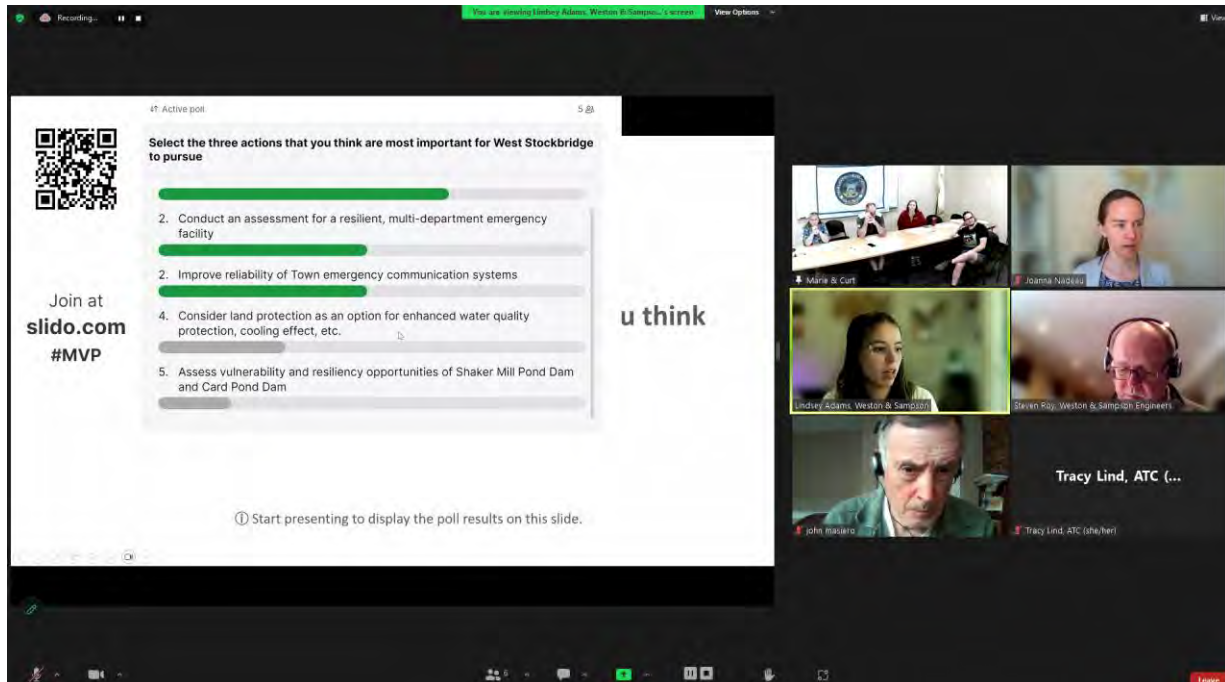 Recording...
You are viewing Lindsey Adams, Weston & Sampson...'s screen
View Options
View
Active poll
5
Select the three actions that you think are most important for West Stockbridge
to pursue
2. Conduct an assessment for a resilient, multi-department emergency
facility
2. Improve reliability of Town emergency communication systems
4. Consider land protection as an option for enhanced water quality
protection, cooling effect, etc.
5. Assess vulnerability and resiliency opportunities of Shaker Mill Pond Dam
and Card Pond Dam
Join at
slido.com
#MVP
u think
Start presenting to display the poll results on this slide.
Marie & Curt
Joanna Nadeau
Lindsey Adams, Weston & Sampson
Steven Roy, Weston & Sampson Engineers
john masiero
Tracy Lind, ATC (...
Tracy Lind, ATC (she/her)
6
Leave